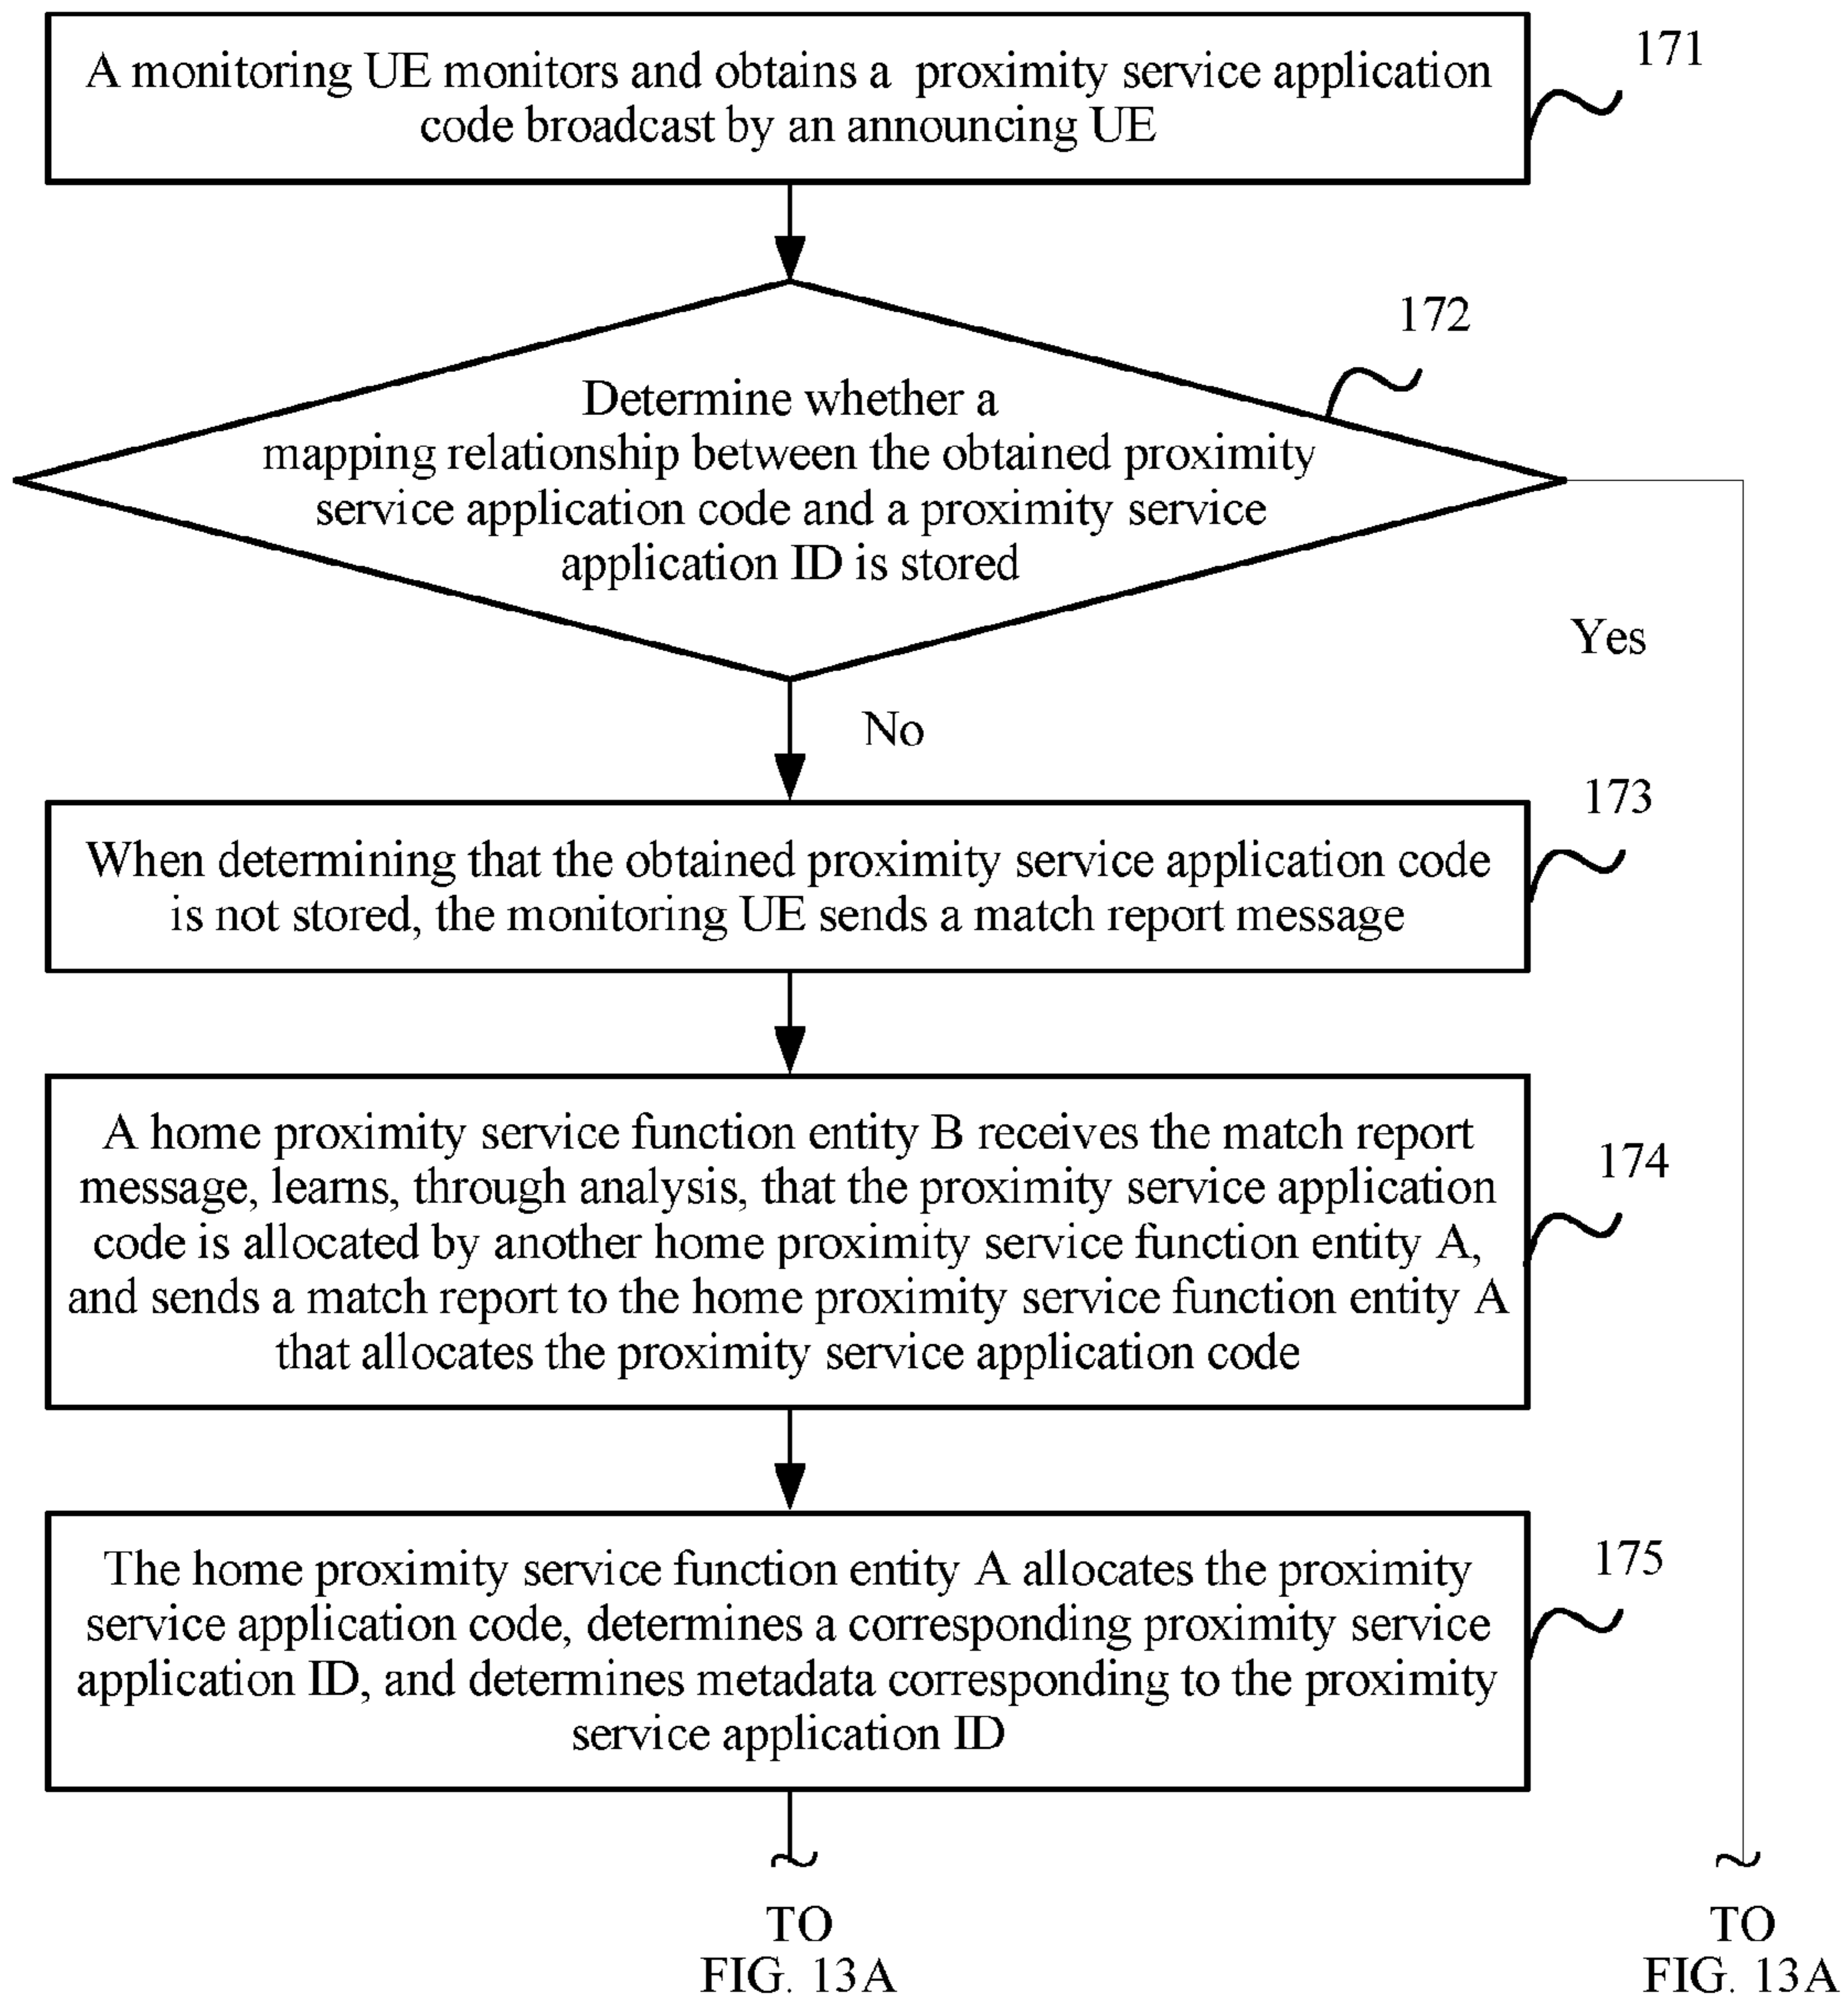 A monitoring UE monitors and obtains a proximity service application
code broadcast by an announcing UE
171
172
Determine whether a
mapping relationship between the obtained proximity
service application code and a proximity service
application ID is stored
Yes
No
173
When determining that the obtained proximity service application code
is not stored, the monitoring UE sends a match report message
A home proximity service function entity B receives the match report
message, learns, through analysis, that the proximity service application
code is allocated by another home proximity service function entity A,
and sends a match report to the home proximity service function entity A
that allocates the proximity service application code
174
The home proximity service function entity A allocates the proximity
service application code, determines a corresponding proximity service
application ID, and determines metadata corresponding to the proximity
service application ID
175
TO
FIG. 13A
TO
FIG. 13A